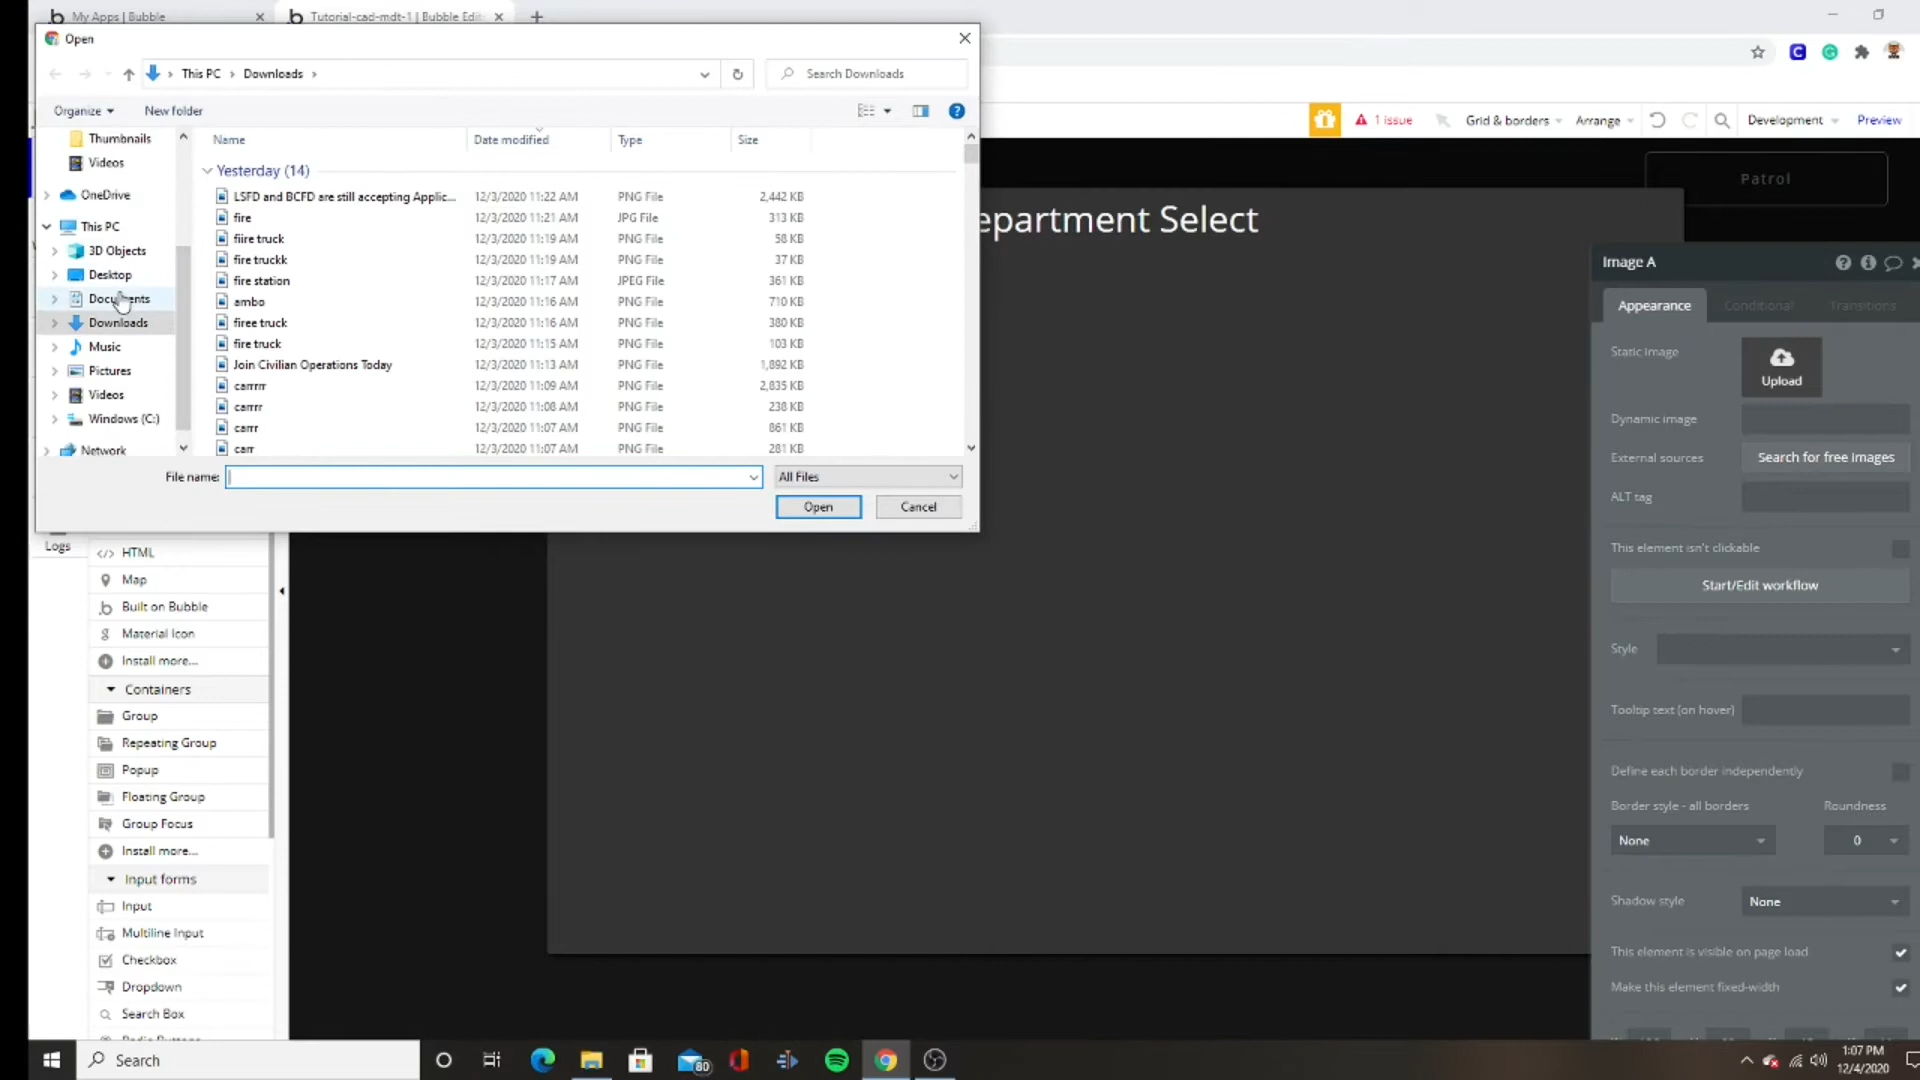 My Apps | Bubble
Tutorial-cad-mdt-1 | Bubble Edit
Open
This PC
Downloads
Search Downloads
Organize
New folder
1 issue
Grid & borders
Arrange
Development
Preview
Thumbnails
Videos
OneDrive
This PC
3D Objects
Desktop
Documents
Downloads
Music
Pictures
Videos
Windows (C:)
Network
Name Date modified Type Size
Yesterday (14)
LSFD and BCFD are still accepting Applic... 12/3/2020 11:22 AM PNG File 2,442 KB
fire 12/3/2020 11:21 AM JPG File 313 KB
fiire truck 12/3/2020 11:19 AM PNG File 58 KB
fire truckk 12/3/2020 11:19 AM PNG File 37 KB
fire station 12/3/2020 11:17 AM JPEG File 361 KB
ambo 12/3/2020 11:16 AM PNG File 710 KB
firee truck 12/3/2020 11:16 AM PNG File 380 KB
fire truck 12/3/2020 11:15 AM PNG File 103 KB
Join Civilian Operations Today 12/3/2020 11:13 AM PNG File 1,892 KB
carrrrr 12/3/2020 11:09 AM PNG File 2,835 KB
carrrr 12/3/2020 11:08 AM PNG File 238 KB
carrr 12/3/2020 11:07 AM PNG File 861 KB
carr 12/3/2020 11:07 AM PNG File 281 KB
File name:
All Files
Open
Cancel
Patrol
epartment Select
Image A
Appearance
Conditional
Transitions
Static image
Upload
Dynamic image
External sources
Search for free images
ALT tag
This element isn't clickable
Start/Edit workflow
Style
Tooltip text (on hover)
Define each border independently
Border style - all borders
Roundness
None
0
Shadow style
None
This element is visible on page load
Make this element fixed-width
Logs
HTML
Map
Built on Bubble
Material Icon
Install more...
Containers
Group
Repeating Group
Popup
Floating Group
Group Focus
Install more...
Input forms
Input
Multiline Input
Checkbox
Dropdown
Search Box
Search
80
1:07 PM
12/4/2020